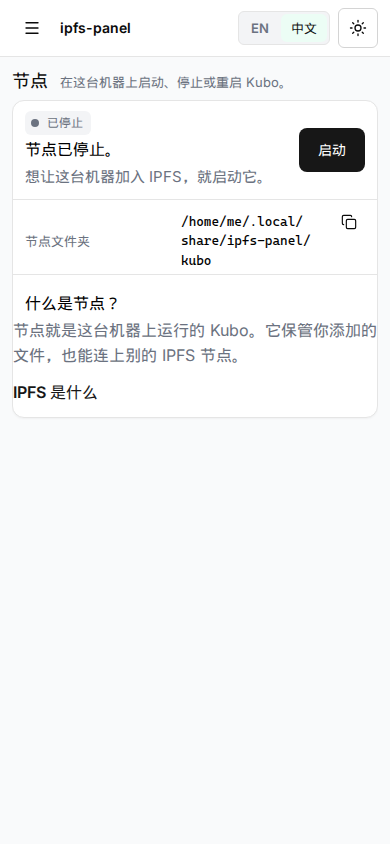 ipfs-panel
EN
中文
节点
在这台机器上启动、停止或重启 Kubo。
已停止
节点已停止。
想让这台机器加入 IPFS，就启动它。
启动
节点文件夹
/home/me/.local/
share/ipfs-panel/
kubo
什么是节点？
节点就是这台机器上运行的 Kubo。它保管你添加的
文件，也能连上别的 IPFS 节点。
IPFS 是什么